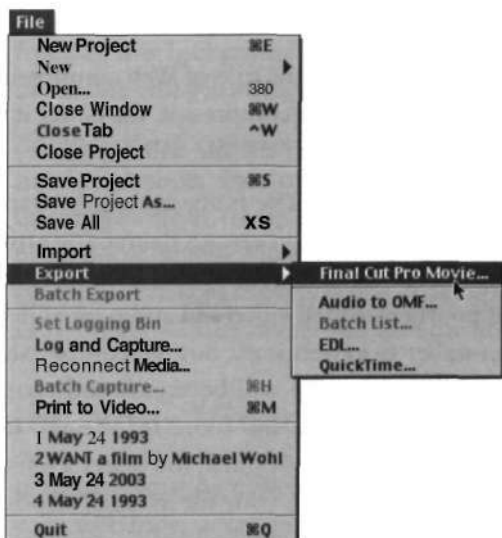 File
New Project ⌘E
New
Open... 380
Close Window ⌘W
Close Tab ^W
Close Project
Save Project ⌘S
Save Project As...
Save All XS
Import
Export
Final Cut Pro Movie...
Batch Export
Audio to OMF...
Set Logging Bin
Batch List...
Log and Capture...
EDL...
Reconnect Media...
QuickTime...
Batch Capture... ⌘H
Print to Video... ⌘M
1 May 24 1993
2 WANT a film by Michael Wohl
3 May 24 2003
4 May 24 1993
Quit ⌘Q